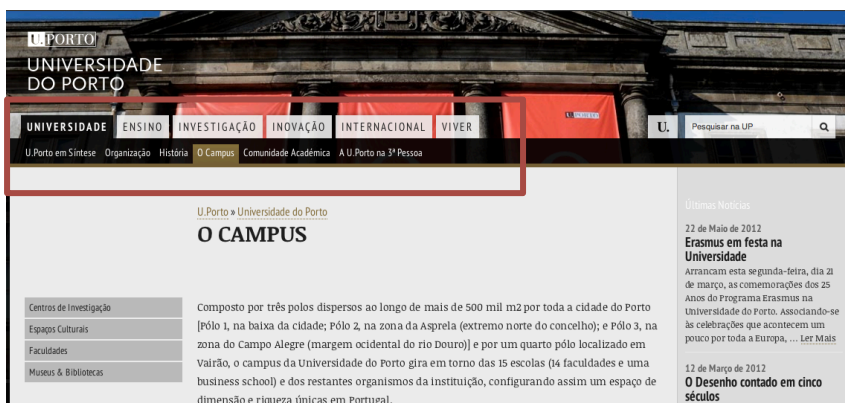 U.PORTO
UNIVERSIDADE
DO PORTO
U.PORTO
UNIVERSIDADE ENSINO INVESTIGAÇÃO INOVAÇÃO INTERNACIONAL VIVER
U. Pesquisar na UP
U.Porto em Síntese Organização História O Campus Comunidade Académica A U.Porto na 3ª Pessoa
U.Porto » Universidade do Porto
O CAMPUS
Centros de Investigação
Espaços Culturais
Faculdades
Museus & Bibliotecas
Composto por três polos dispersos ao longo de mais de 500 mil m2 por toda a cidade do Porto
[Pólo 1, na baixa da cidade; Pólo 2, na zona da Asprela (extremo norte do concelho); e Pólo 3, na
zona do Campo Alegre (margem ocidental do rio Douro)] e por um quarto pólo localizado em
Vairão, o campus da Universidade do Porto gira em torno das 15 escolas (14 faculdades e uma
business school) e dos restantes organismos da instituição, configurando assim um espaço de
dimensão e riqueza únicas em Portugal.
Últimas Notícias
22 de Maio de 2012
Erasmus em festa na
Universidade
Arrancam esta segunda-feira, dia 21
de março, as comemorações dos 25
Anos do Programa Erasmus na
Universidade do Porto. Associando-se
às celebrações que acontecem um
pouco por toda a Europa, … Ler Mais
12 de Março de 2012
O Desenho contado em cinco
séculos